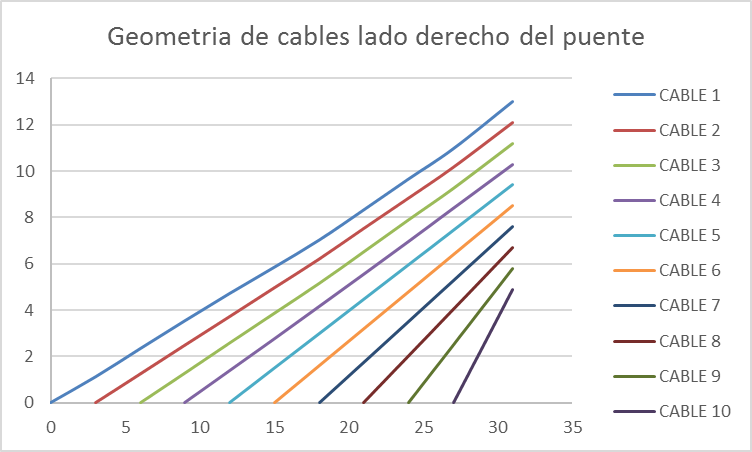 Geometria de cables lado derecho del puente
14
12
10
8
6
4
2
0
0 5 10 15 20 25 30 35
CABLE 1
CABLE 2
CABLE 3
CABLE 4
CABLE 5
CABLE 6
CABLE 7
CABLE 8
CABLE 9
CABLE 10